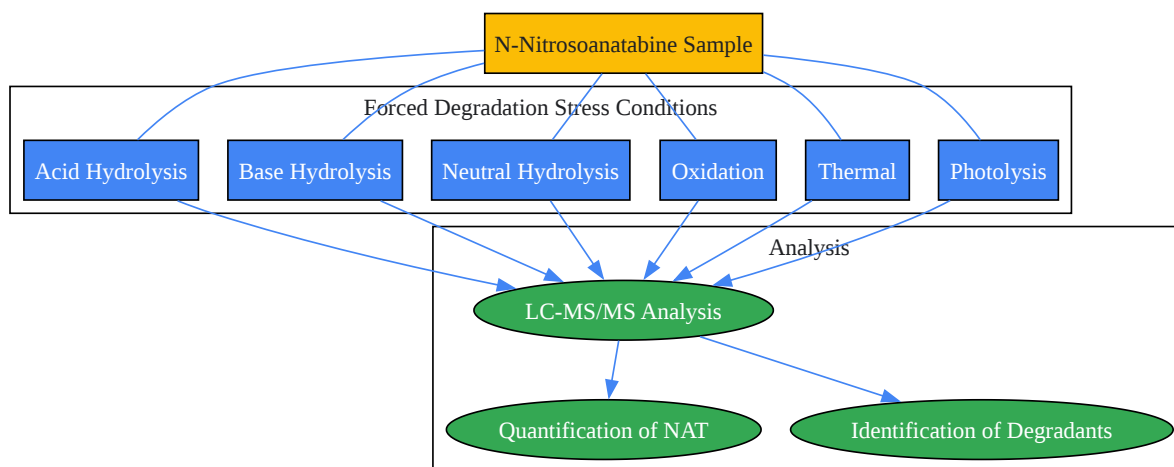 N-Nitrosoanatabine Sample
Forced Degradation Stress Conditions
Acid Hydrolysis
Base Hydrolysis
Neutral Hydrolysis
Oxidation
Thermal
Photolysis
Analysis
LC-MS/MS Analysis
Quantification of NAT
Identification of Degradants